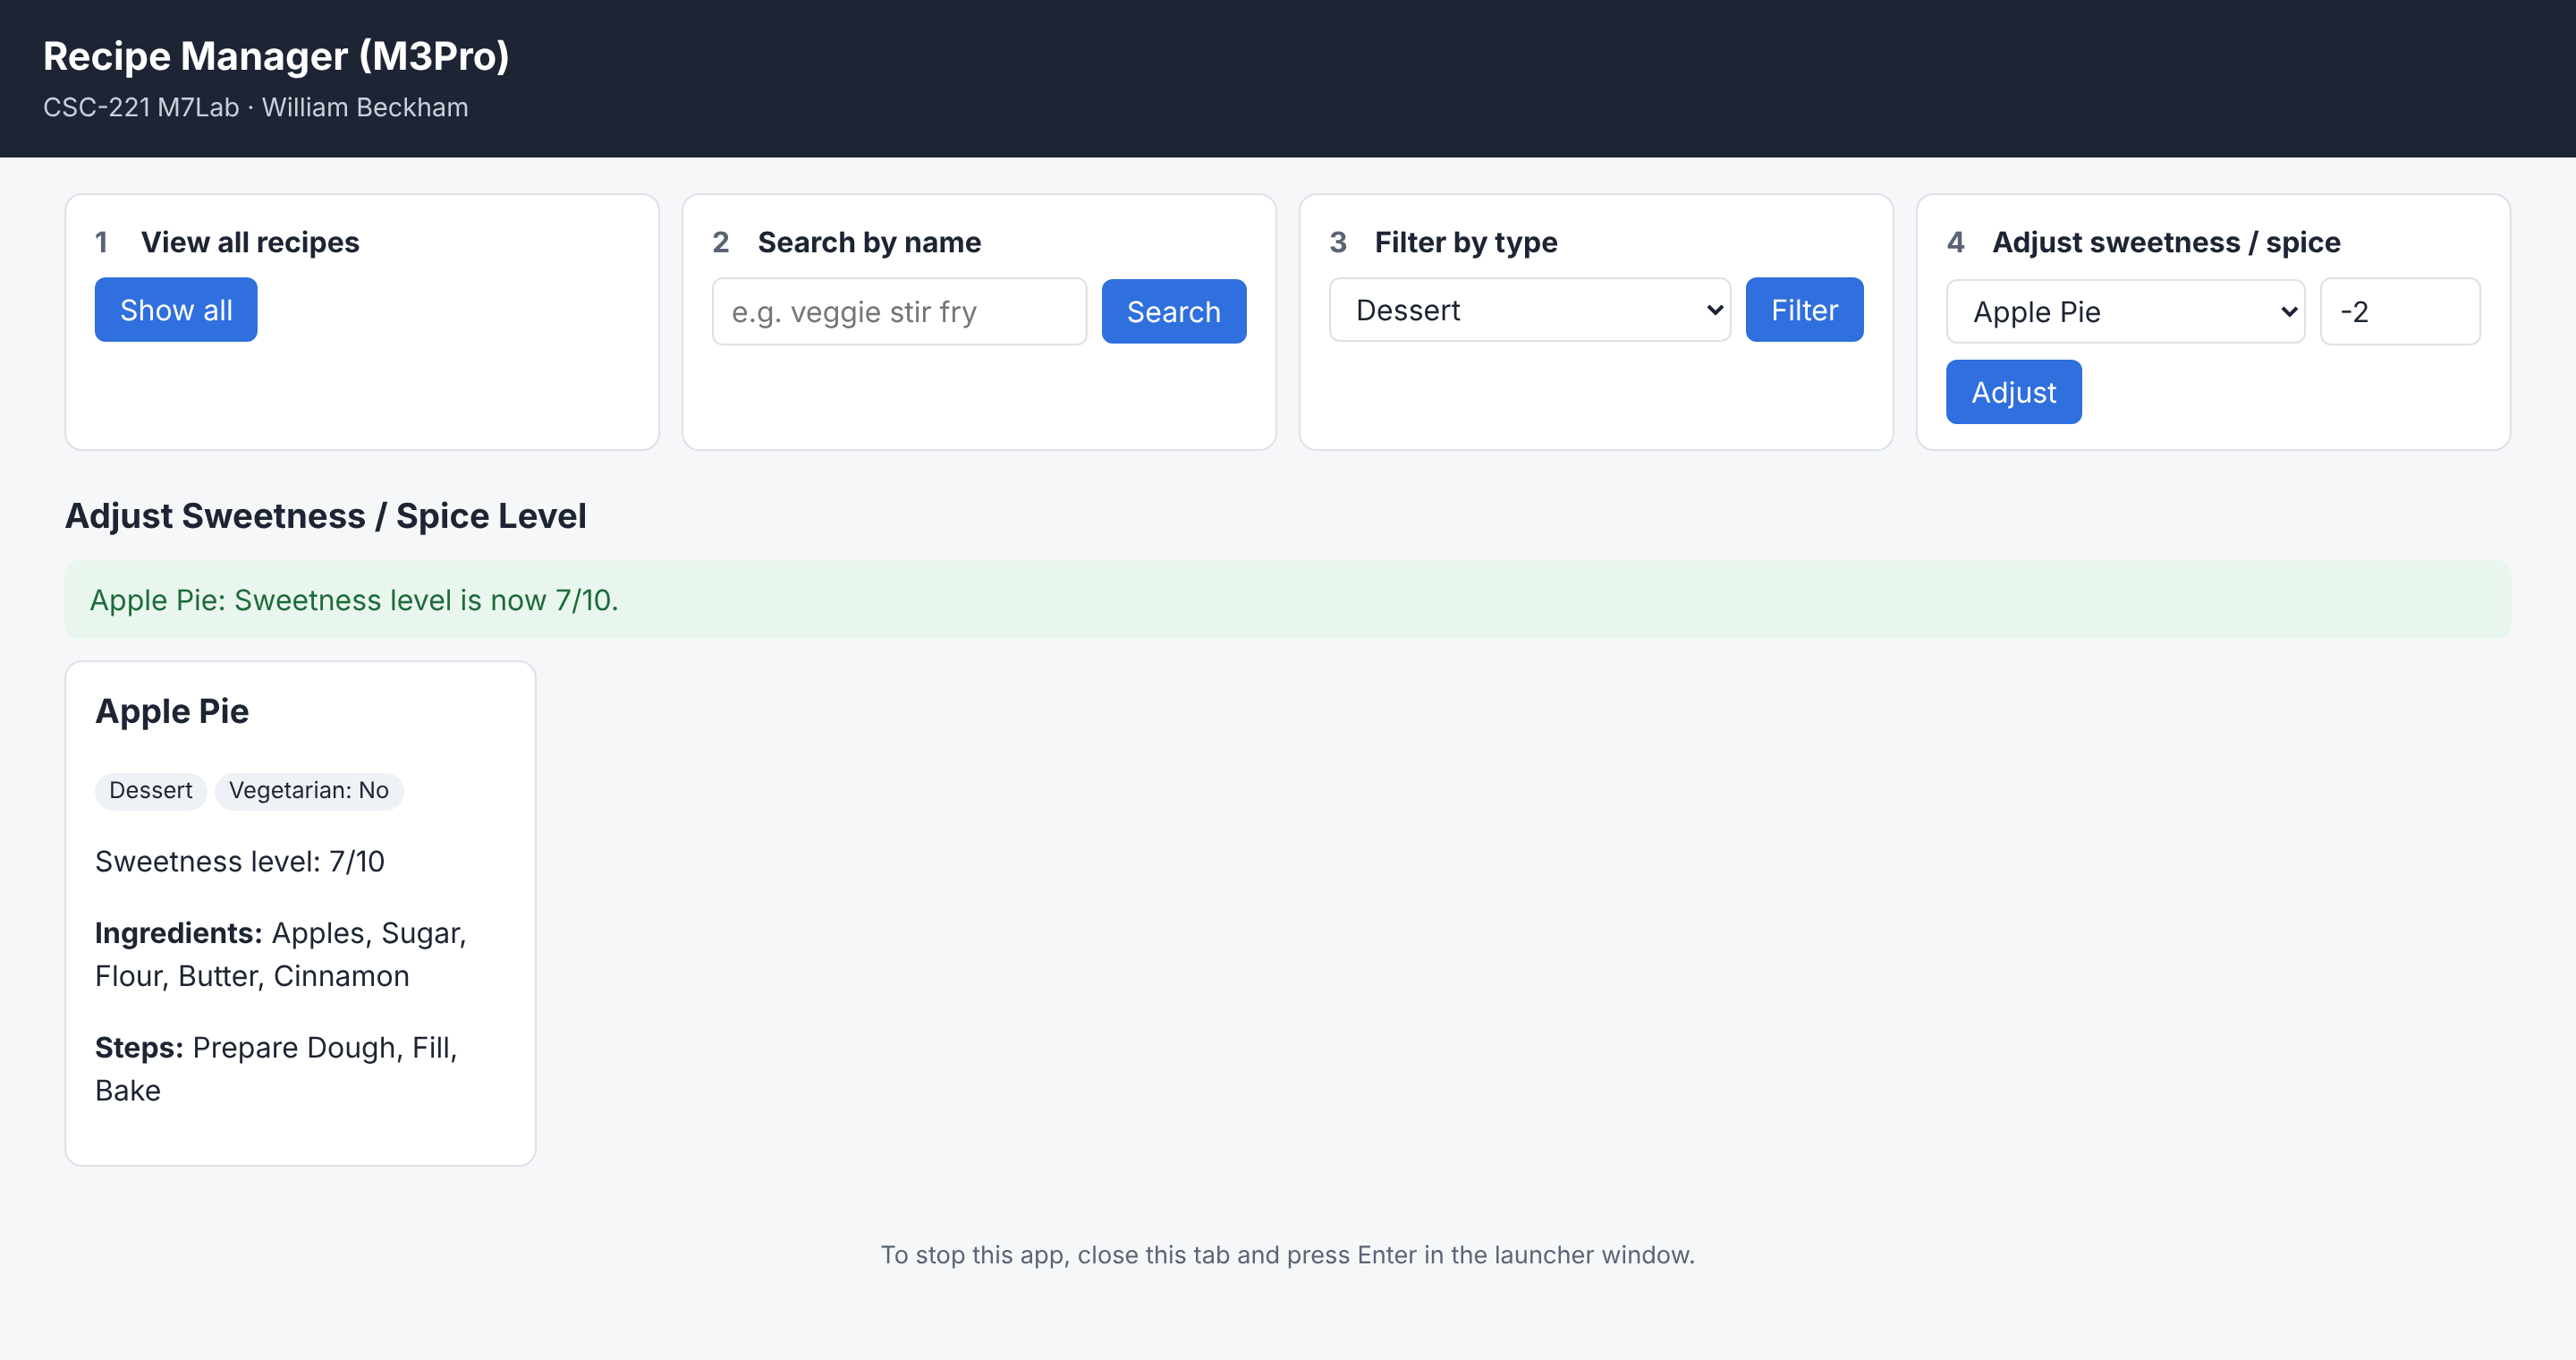 Recipe Manager (M3Pro)
CSC-221 M7Lab · William Beckham
1 View all recipes
Show all
2 Search by name
e.g. veggie stir fry
Search
3 Filter by type
Dessert
Filter
4 Adjust sweetness / spice
Apple Pie
-2
Adjust
Adjust Sweetness / Spice Level
Apple Pie: Sweetness level is now 7/10.
Apple Pie
Dessert Vegetarian: No
Sweetness level: 7/10
Ingredients: Apples, Sugar,
Flour, Butter, Cinnamon
Steps: Prepare Dough, Fill,
Bake
To stop this app, close this tab and press Enter in the launcher window.